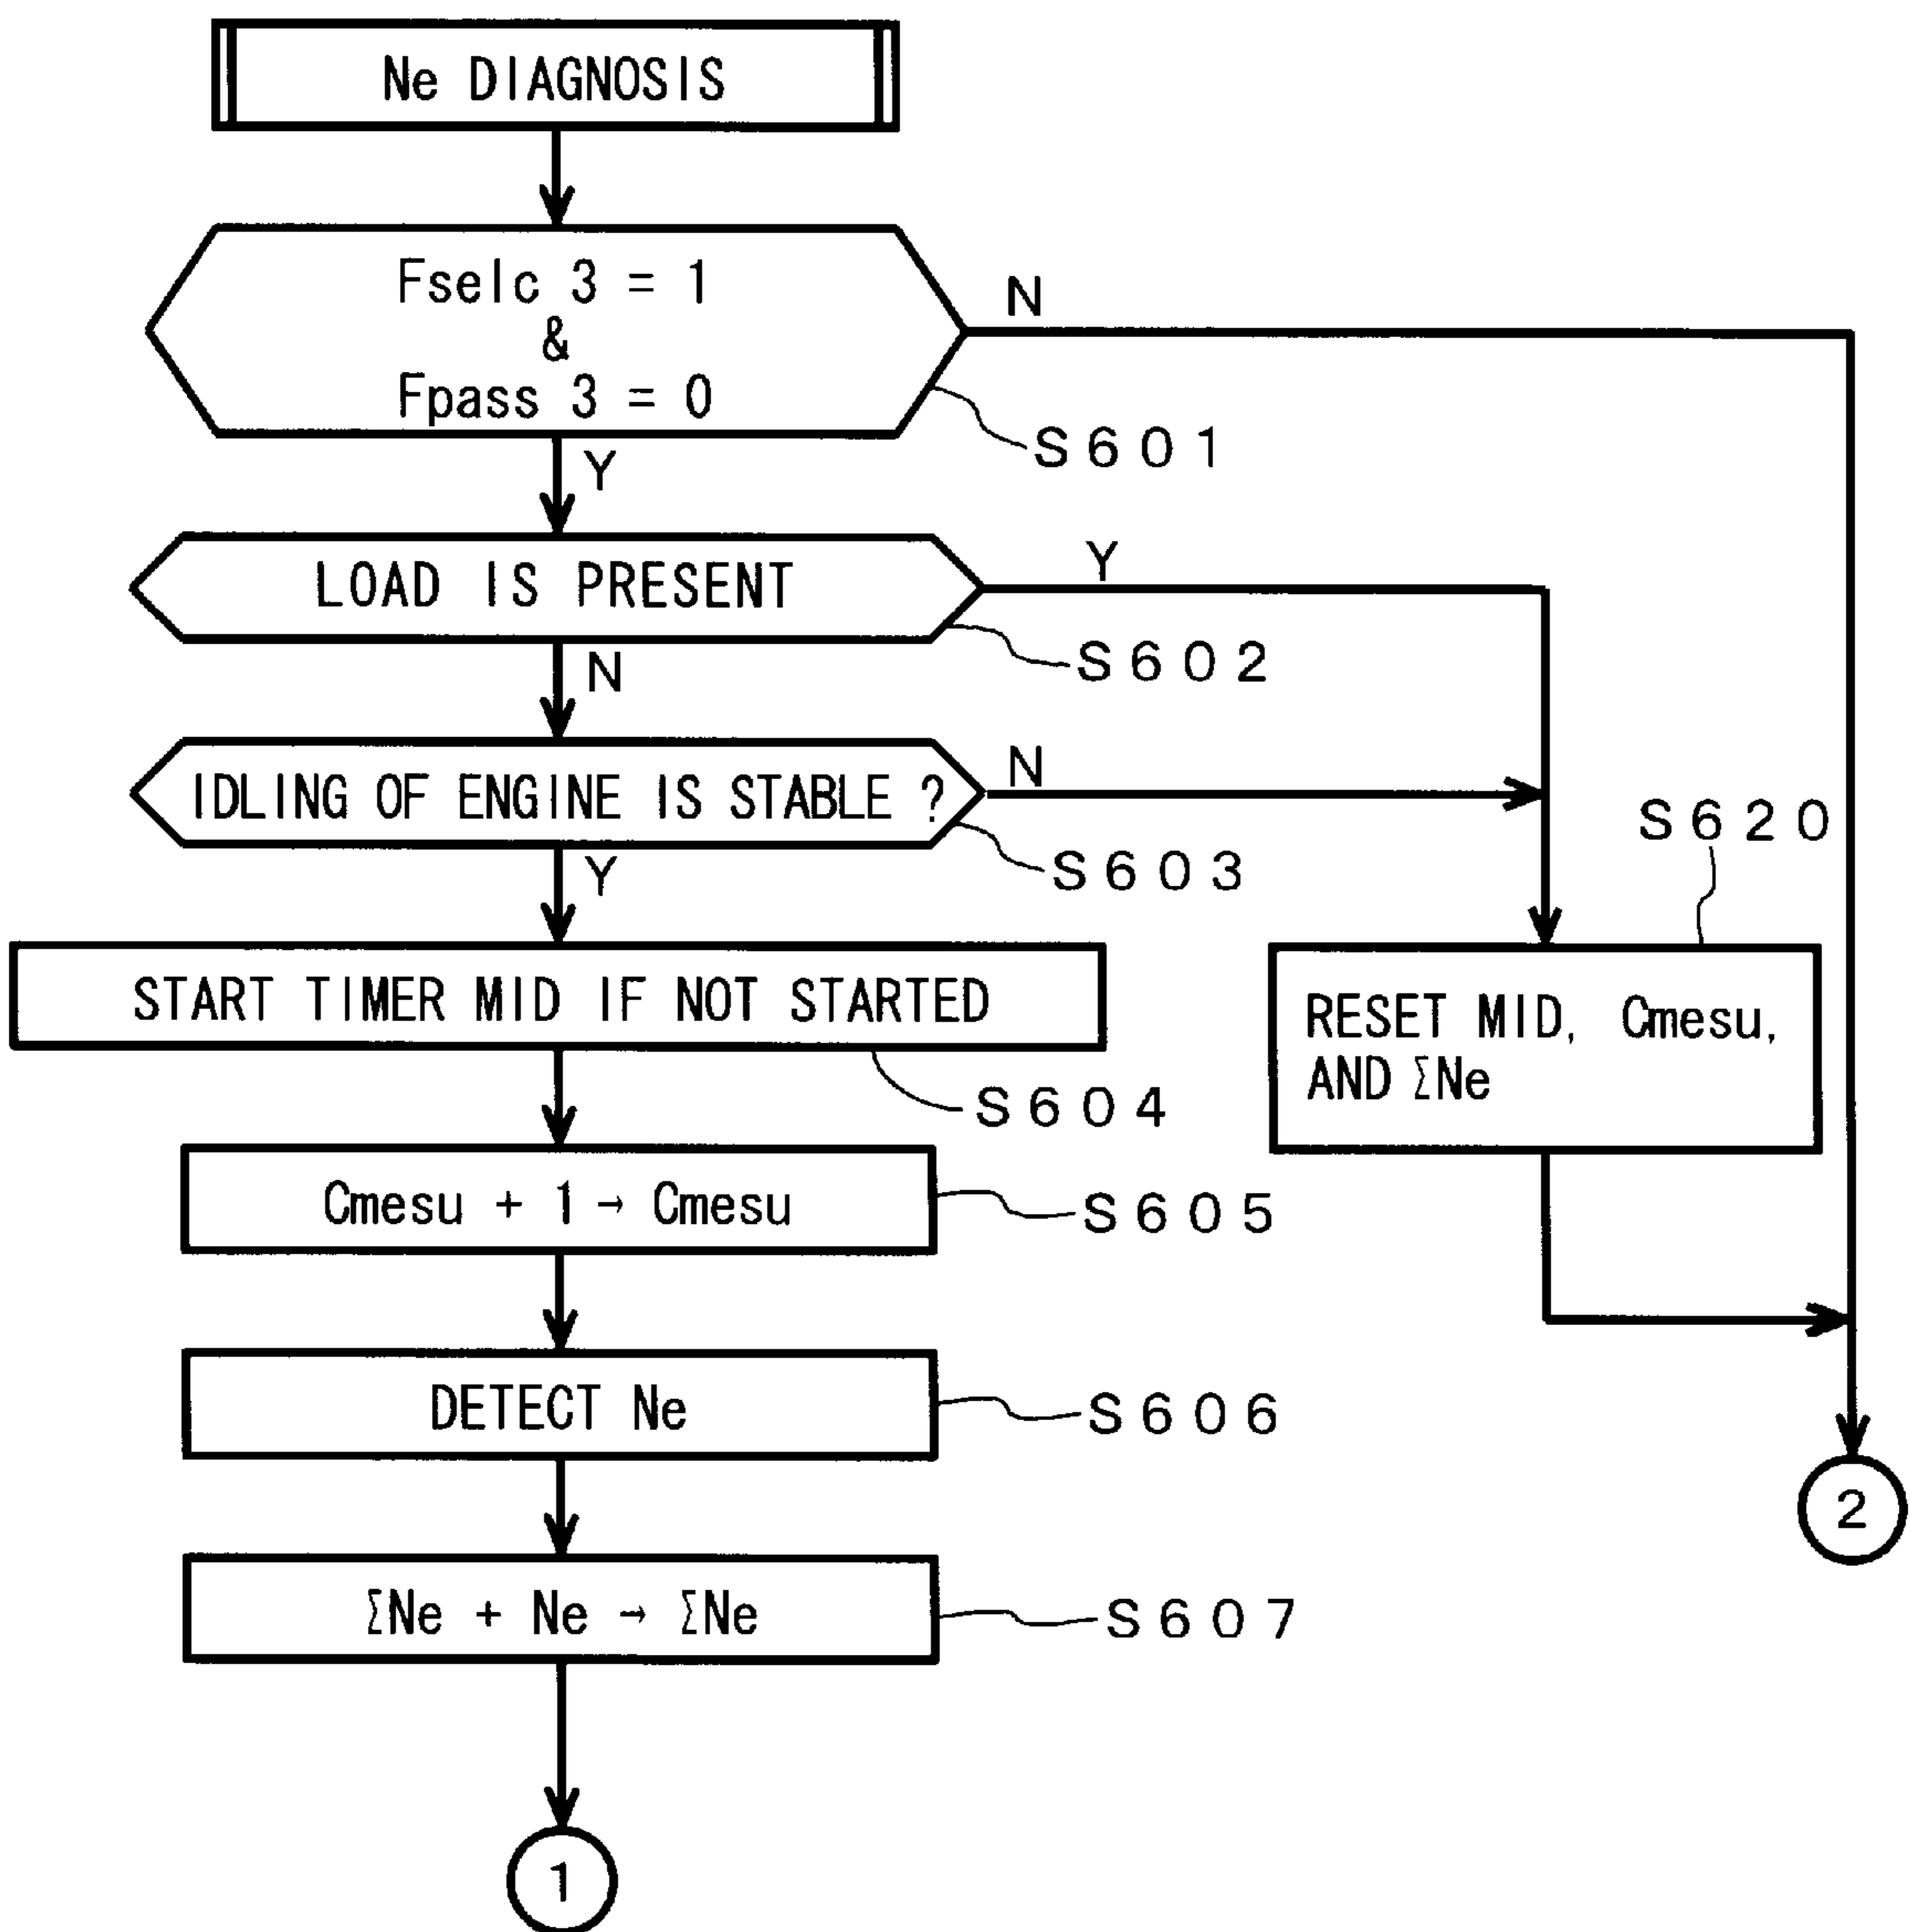 Ne DIAGNOSIS
Fselc 3 = 1
&
Fpass 3 = 0
N
S601
Y
LOAD IS PRESENT
Y
S602
N
IDLING OF ENGINE IS STABLE ?
N
S603
Y
S620
START TIMER MID IF NOT STARTED
S604
RESET MID, Cmesu,
AND ΣNe
Cmesu + 1 → Cmesu
S605
DETECT Ne
S606
2
ΣNe + Ne → ΣNe
S607
1